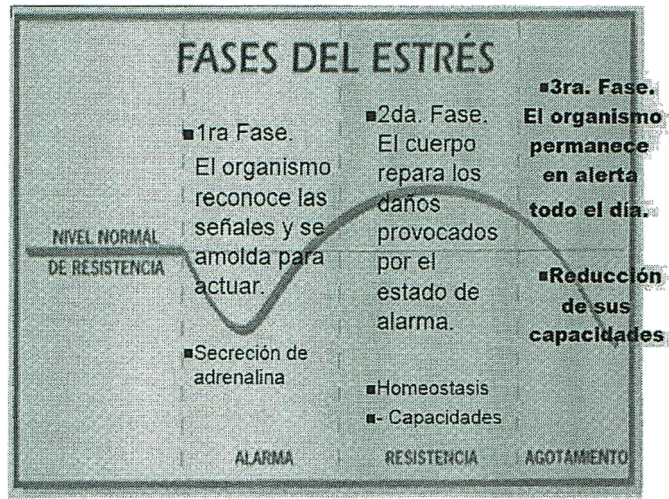 FASES DEL ESTRÉS
NIVEL NORMAL
DE RESISTENCIA
■1ra Fase.
El organismo
reconoce las
señales y se
amolda para
actuar.
■Secreción de
adrenalina
ALARMA
■2da. Fase.
El cuerpo
repara los
daños
provocados
por el
estado de
alarma.
■Homeostasis
■- Capacidades
RESISTENCIA
■3ra. Fase.
El organismo
permanece
en alerta
todo el día.
■Reducción
de sus
capacidades
AGOTAMIENTO